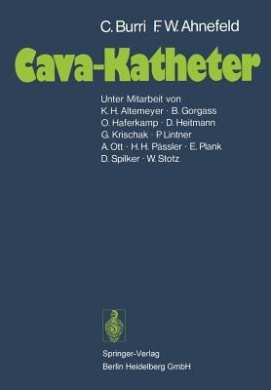 C. Burri F. W. Ahnefeld
Cava-Katheter
Unter Mitarbeit von
K. H. Altemeyer · B. Gorgass
O. Haferkamp · D. Heitmann
G. Krischak · P. Lintner
A. Ott · H. H. Pässler · E. Plank
D. Spilker · W. Stotz
Springer-Verlag
Berlin Heidelberg GmbH